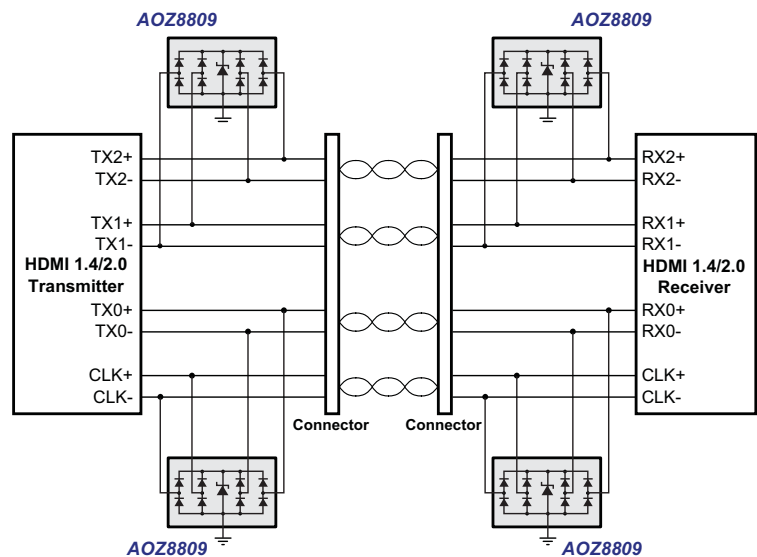 AOZ8809
AOZ8809
TX2+
TX2-
TX1+
TX1-
HDMI 1.4/2.0
Transmitter
TX0+
TX0-
CLK+
CLK-
RX2+
RX2-
RX1+
RX1-
HDMI 1.4/2.0
Receiver
RX0+
RX0-
CLK+
CLK-
Connector
Connector
AOZ8809
AOZ8809